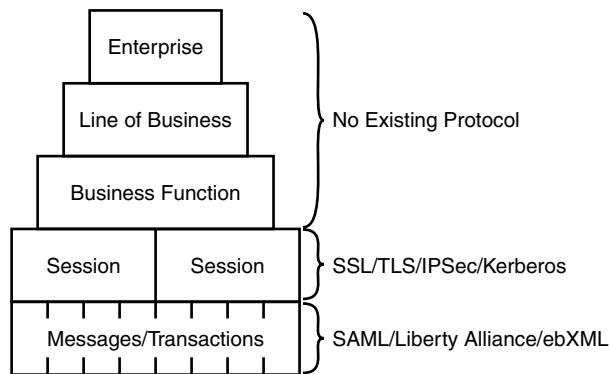 Enterprise
Line of Business
No Existing Protocol
Business Function
Session
Session
SSL/TLS/IPSec/Kerberos
Messages/Transactions
SAML/Liberty Alliance/ebXML